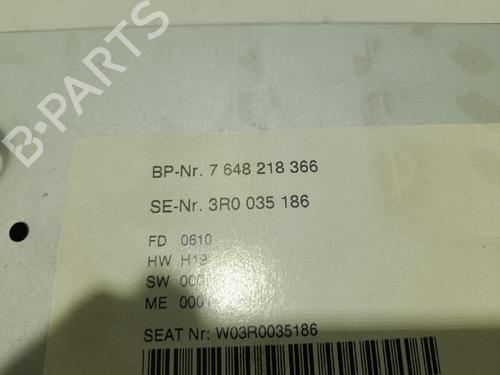 B-PARTS
BP-Nr. 7 648 218 366
SE-Nr. 3R0 035 186
FD 0610
HW H19
SW
ME
SEAT Nr: W03R0035186